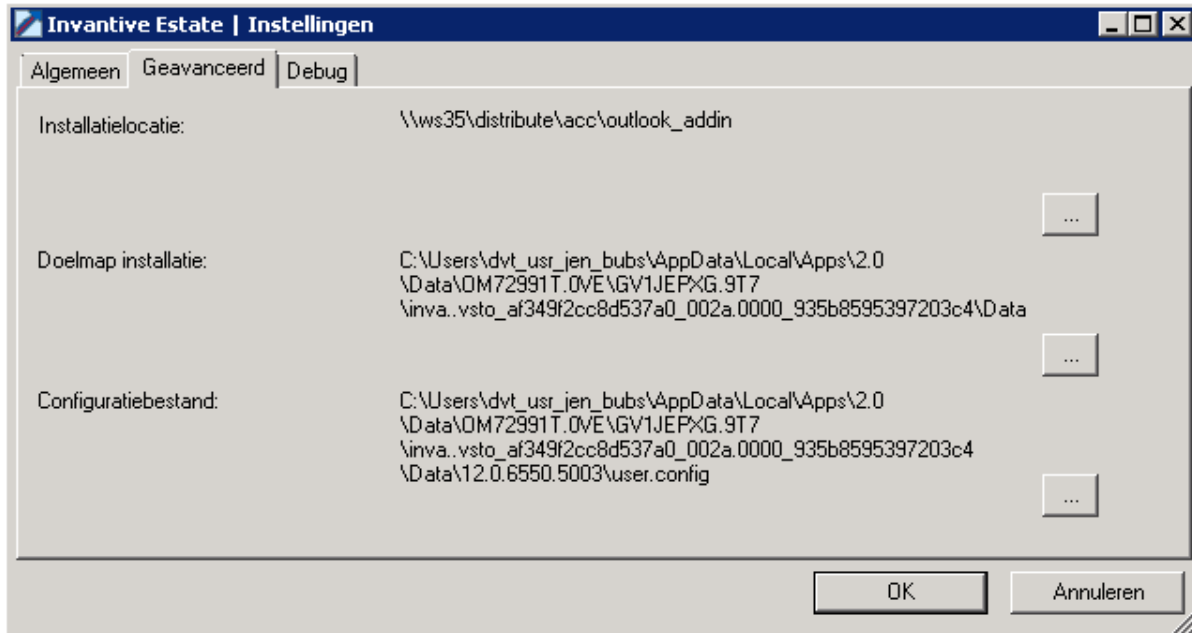 Invantive Estate | Instellingen
Algemeen Geavanceerd Debug
Installatielocatie: \\ws35\distribute\acc\outlook_addin
...
Doelmap installatie: C:\Users\dvt_usr_jen_bubs\AppData\Local\Apps\2.0
\Data\OM72991T.0VE\GV1JEPXG.9T7
\inva..vsto_af349f2cc8d537a0_002a.0000_935b8595397203c4\Data
...
Configuratiebestand: C:\Users\dvt_usr_jen_bubs\AppData\Local\Apps\2.0
\Data\OM72991T.0VE\GV1JEPXG.9T7
\inva..vsto_af349f2cc8d537a0_002a.0000_935b8595397203c4
\Data\12.0.6550.5003\user.config
...
OK Annuleren